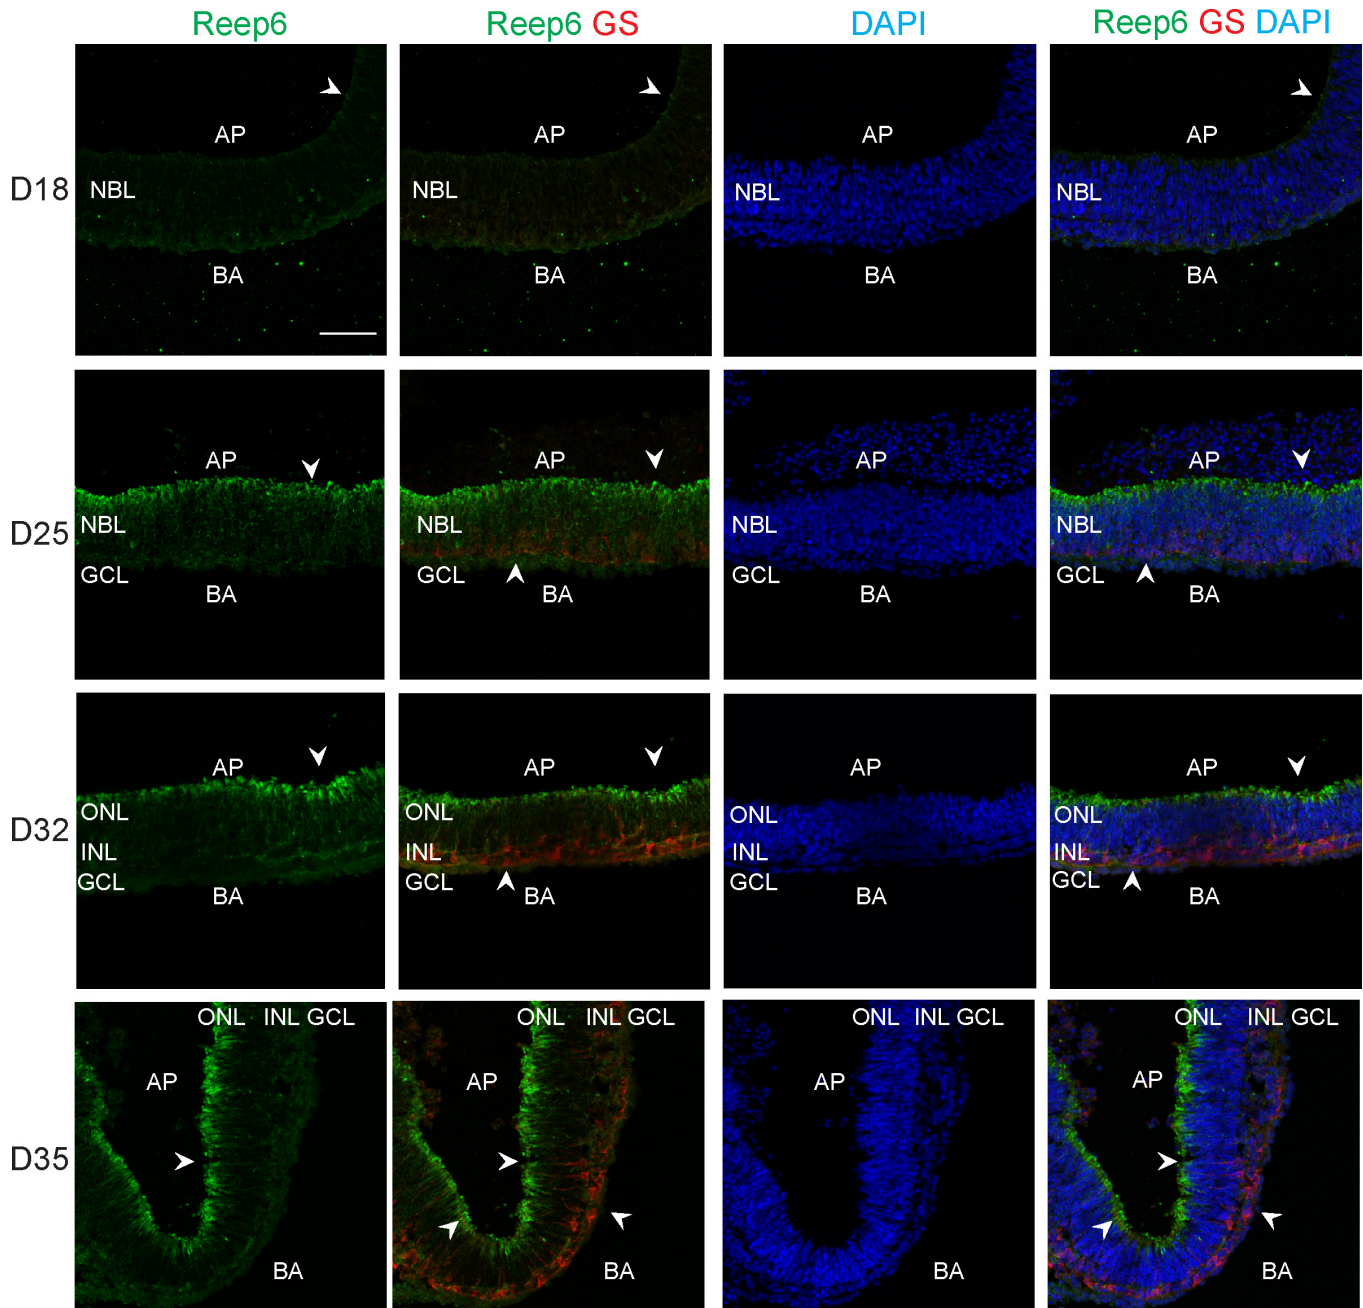 Reep6 Reep6 GS DAPI Reep6 GS DAPI
D18
AP AP AP AP
NBL NBL NBL NBL
BA BA BA BA
D25
AP AP AP AP
NBL NBL NBL NBL
GCL GCL GCL GCL
BA BA BA BA
D32
AP AP AP AP
ONL ONL ONL ONL
INL INL INL INL
GCL GCL GCL GCL
BA BA BA BA
D35
ONL INL GCL ONL INL GCL ONL INL GCL ONL INL GCL
AP AP AP AP
BA BA BA BA